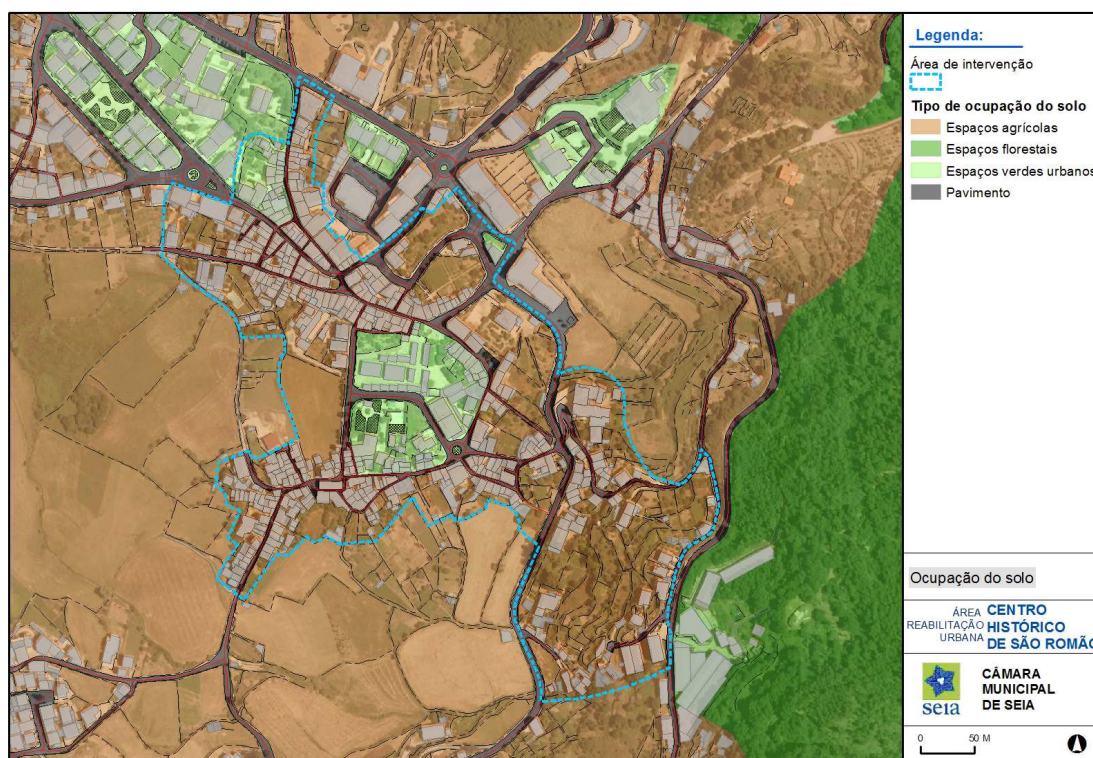 Legenda:
Área de intervenção
Tipo de ocupação do solo
Espaços agrícolas
Espaços florestais
Espaços verdes urbanos
Pavimento
Ocupação do solo
ÁREA REABILITAÇÃO URBANA
CENTRO HISTÓRICO DE SÃO ROMÃO
seia
CÂMARA
MUNICIPAL
DE SEIA
0 50 M